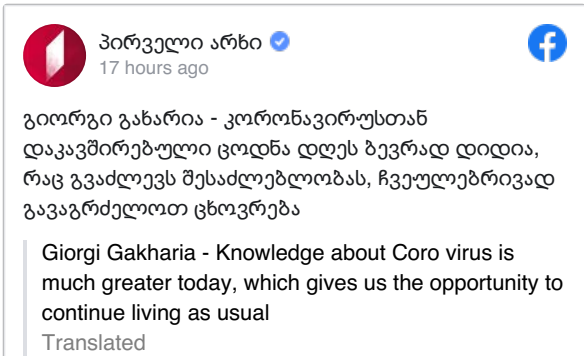 პირველი არხი
17 hours ago
გიორგი გახარია - კორონავირუსთან
დაკავშირებული ცოდნა დღეს ბევრად დიდია,
რაც გვაძლევს შესაძლებლობას, ჩვეულებრივად
გავაგრძელოთ ცხოვრება
Giorgi Gakharia - Knowledge about Coro virus is
much greater today, which gives us the opportunity to
continue living as usual
Translated